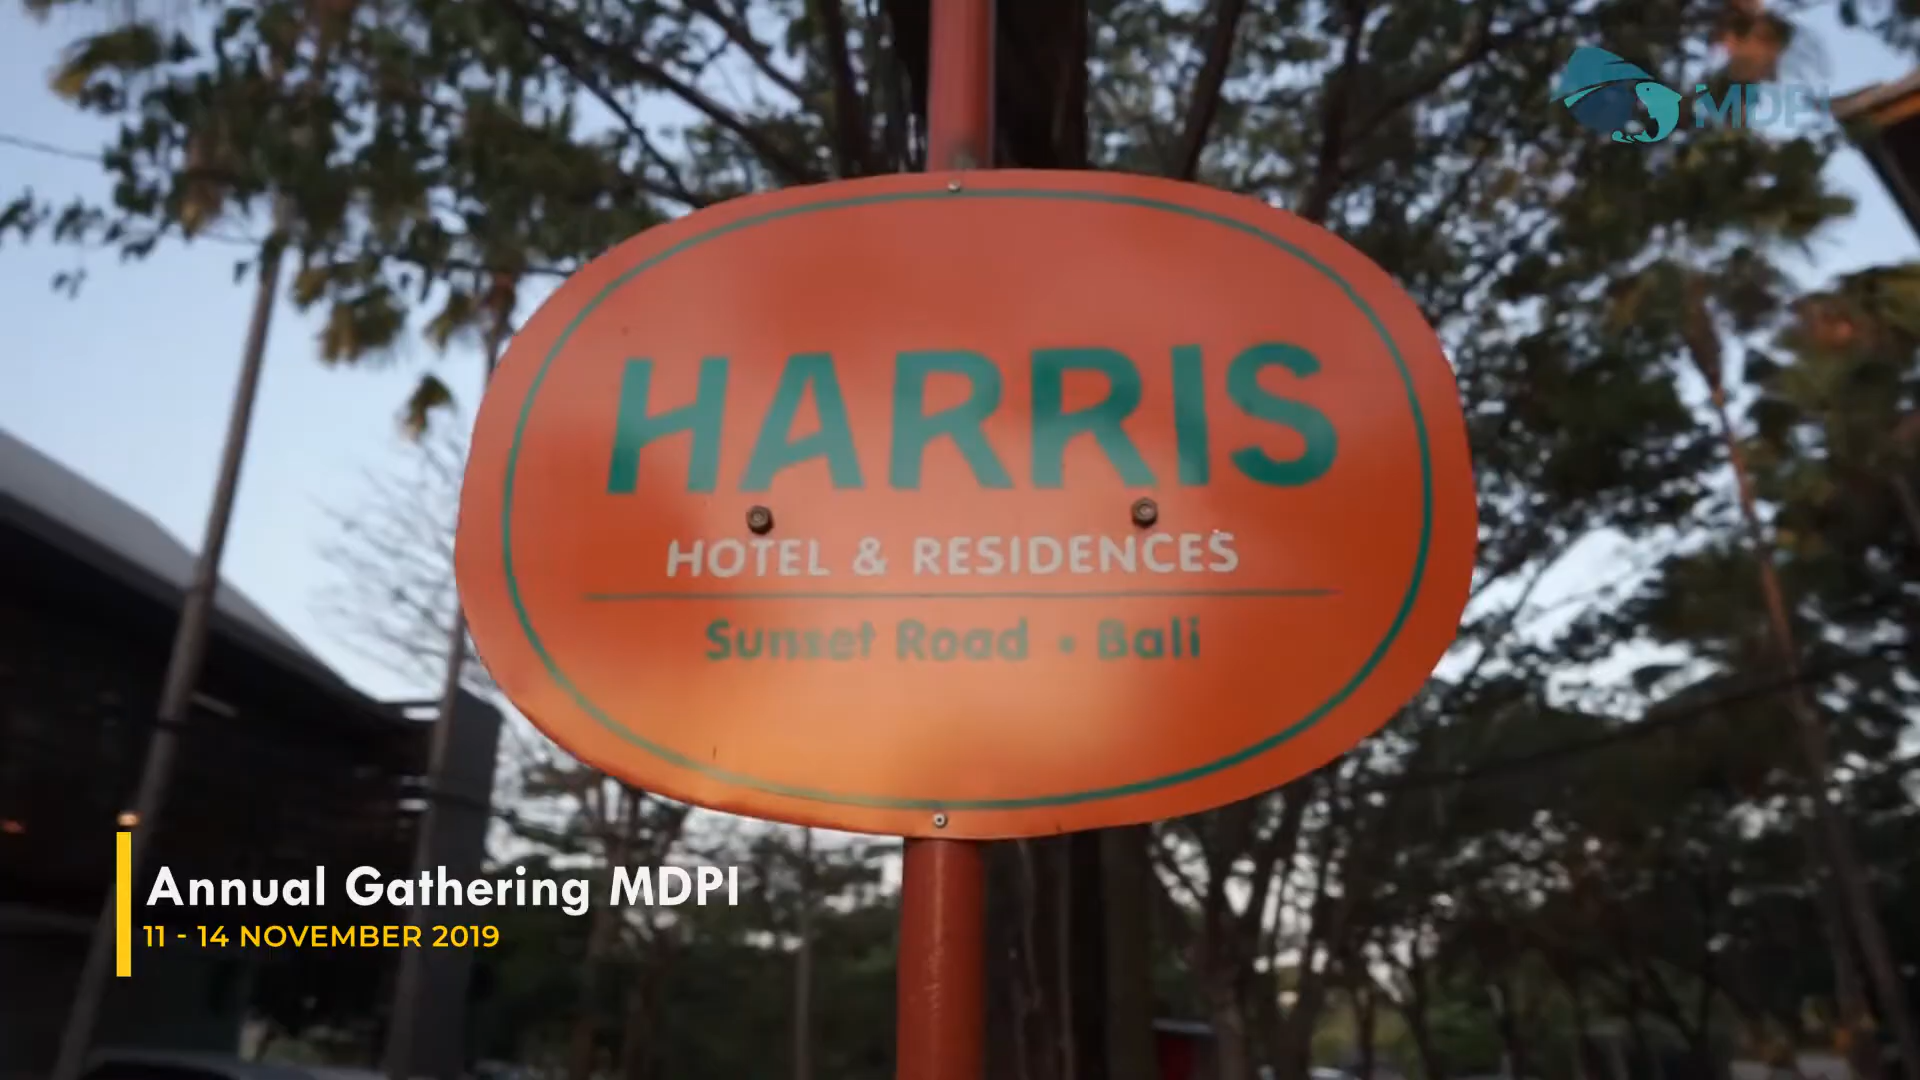 MDPI
HARRIS
HOTEL & RESIDENCES
Sunset Road • Bali
Annual Gathering MDPI
11 - 14 NOVEMBER 2019